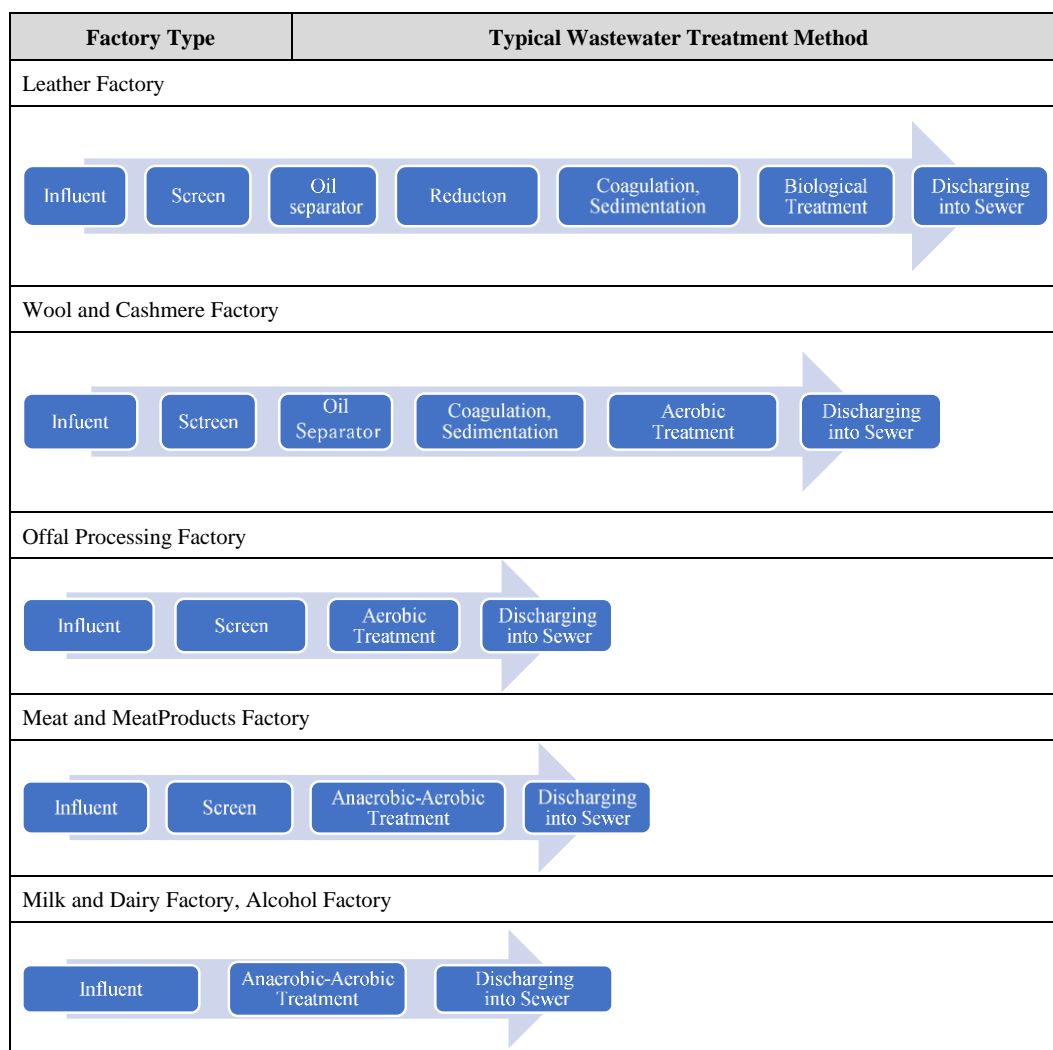 Factory Type
Typical Wastewater Treatment Method
Leather Factory
Influent
Screen
Oil
separator
Reducton
Coagulation,
Sedimentation
Biological
Treatment
Discharging
into Sewer
Wool and Cashmere Factory
Infuent
Sctreen
Oil
Separator
Coagulation,
Sedimentation
Aerobic
Treatment
Discharging
into Sewer
Offal Processing Factory
Influent
Screen
Aerobic
Treatment
Discharging
into Sewer
Meat and MeatProducts Factory
Influent
Screen
Anaerobic-Aerobic
Treatment
Discharging
into Sewer
Milk and Dairy Factory, Alcohol Factory
Influent
Anaerobic-Aerobic
Treatment
Discharging
into Sewer